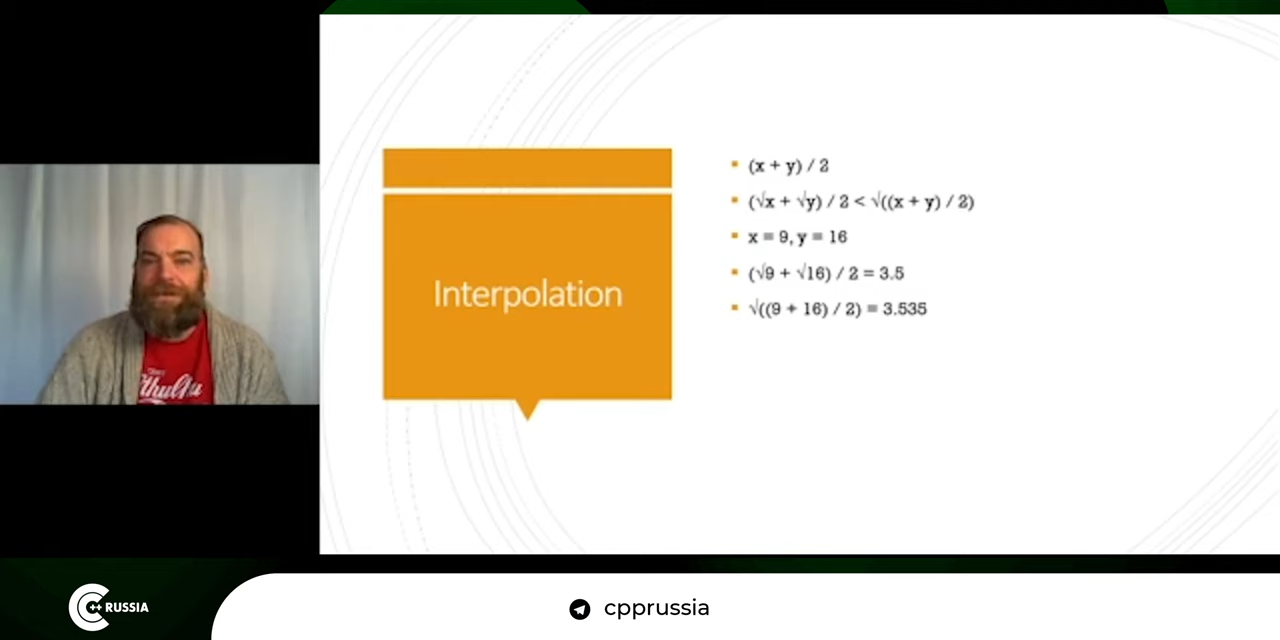 Interpolation
(x + y) / 2
(√x + √y) / 2 < √((x + y) / 2)
x = 9, y = 16
(√9 + √16) / 2 = 3.5
√((9 + 16) / 2) = 3.535
C++ RUSSIA
cpprussia